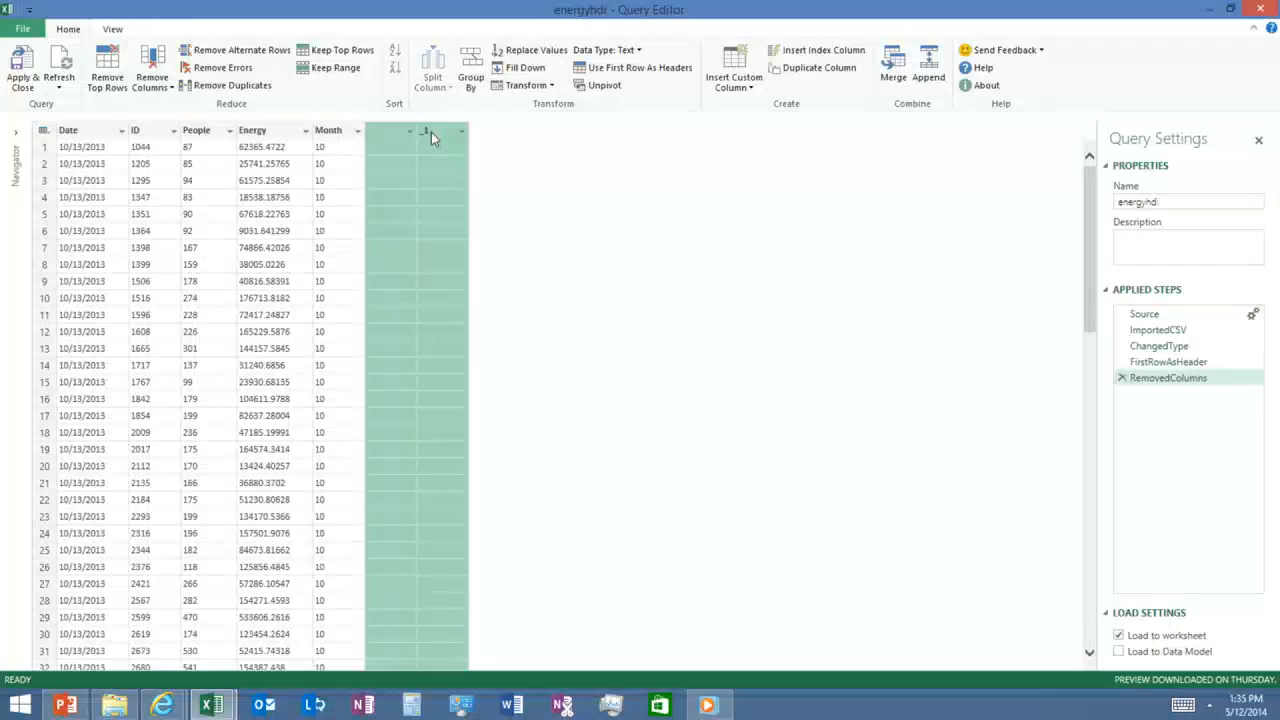 energyhdi - Query Editor
File Home View
Apply & Close
Refresh
Query
Remove Top Rows
Remove Columns
Remove Alternate Rows
Remove Errors
Remove Duplicates
Keep Top Rows
Keep Range
Reduce
Sort
Split Column
Group By
Replace Values
Fill Down
Transform
Data Type: Text
Use First Row As Headers
Unpivot
Transform
Insert Custom Column
Insert Index Column
Duplicate Column
Create
Merge
Append
Combine
Send Feedback
Help
About
Help
Navigator
Date ID People Energy Month _1
1 10/13/2013 1044 87 62365.4722 10
2 10/13/2013 1205 85 25741.25765 10
3 10/13/2013 1295 94 61575.25854 10
4 10/13/2013 1347 83 18538.18756 10
5 10/13/2013 1351 90 67618.22763 10
6 10/13/2013 1364 92 9031.641299 10
7 10/13/2013 1398 167 74866.42026 10
8 10/13/2013 1399 159 38005.0226 10
9 10/13/2013 1506 178 40816.58391 10
10 10/13/2013 1516 274 176713.8182 10
11 10/13/2013 1596 228 72417.24827 10
12 10/13/2013 1608 226 165229.5876 10
13 10/13/2013 1665 301 144157.5845 10
14 10/13/2013 1717 137 31240.6856 10
15 10/13/2013 1767 99 23930.68135 10
16 10/13/2013 1842 179 104611.9788 10
17 10/13/2013 1854 199 82637.28004 10
18 10/13/2013 2009 236 47185.19991 10
19 10/13/2013 2017 175 164574.3414 10
20 10/13/2013 2112 170 13424.40257 10
21 10/13/2013 2135 166 36880.3702 10
22 10/13/2013 2184 175 51230.80628 10
23 10/13/2013 2293 199 134170.5366 10
24 10/13/2013 2316 196 157501.9076 10
25 10/13/2013 2344 182 84673.81662 10
26 10/13/2013 2376 118 125856.4845 10
27 10/13/2013 2421 266 57286.10547 10
28 10/13/2013 2567 282 154271.4593 10
29 10/13/2013 2599 470 533606.2616 10
30 10/13/2013 2619 174 123454.2624 10
31 10/13/2013 2673 530 52415.74318 10
32 10/13/2013 2680 541 154387.438 10
Query Settings
PROPERTIES
Name
energyhdi
Description
APPLIED STEPS
Source
ImportedCSV
ChangedType
FirstRowAsHeader
RemovedColumns
LOAD SETTINGS
Load to worksheet
Load to Data Model
READY
PREVIEW DOWNLOADED ON THURSDAY.
1:35 PM
5/12/2014